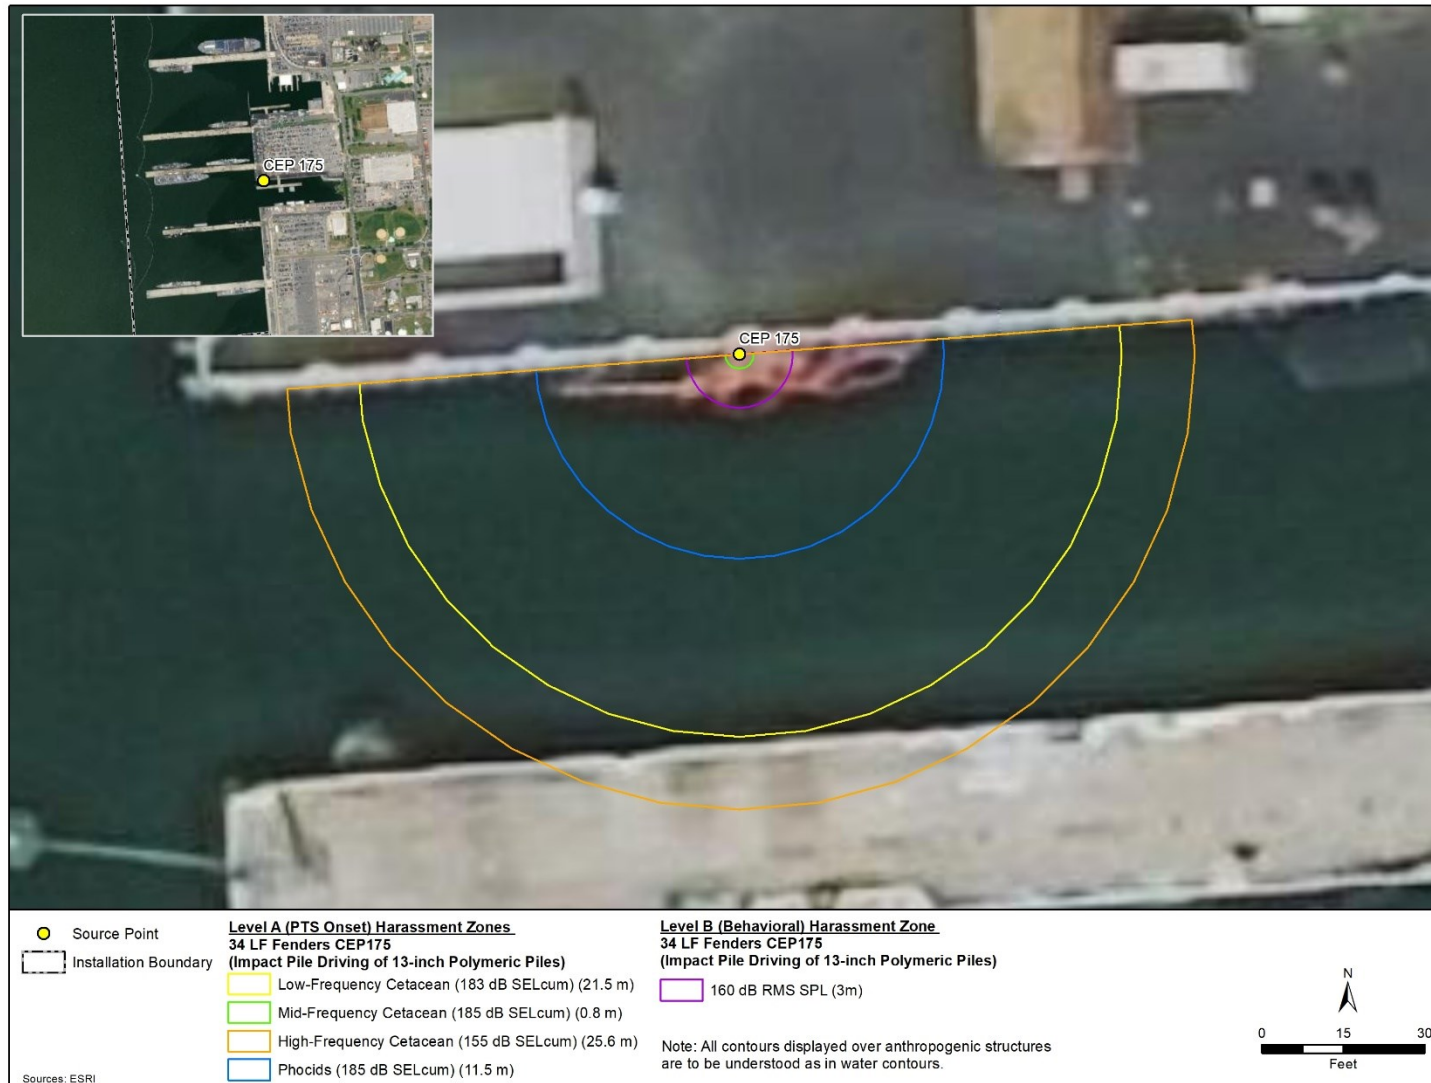 CEP 175
CEP 175
Source Point
Installation Boundary
Level A (PTS Onset) Harassment Zones
34 LF Fenders CEP175
(Impact Pile Driving of 13-inch Polymeric Piles)
Low-Frequency Cetacean (183 dB SELcum) (21.5 m)
Mid-Frequency Cetacean (185 dB SELcum) (0.8 m)
High-Frequency Cetacean (155 dB SELcum) (25.6 m)
Phocids (185 dB SELcum) (11.5 m)
Level B (Behavioral) Harassment Zone
34 LF Fenders CEP175
(Impact Pile Driving of 13-inch Polymeric Piles)
160 dB RMS SPL (3m)
Note: All contours displayed over anthropogenic structures
are to be understood as in water contours.
N
0 15 30
Feet
Sources: ESRI